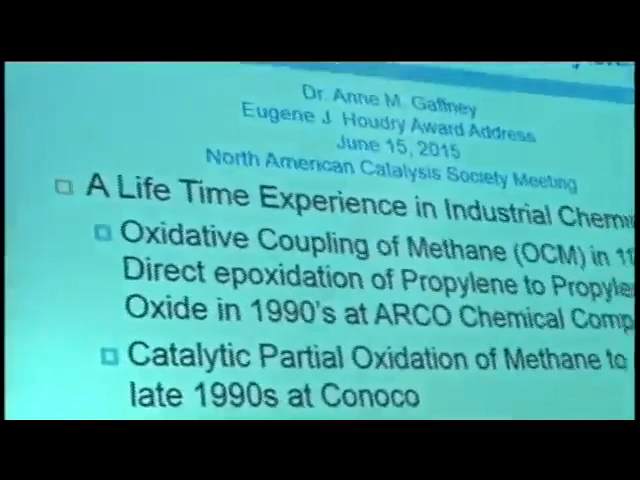 Dr. Anne M. Gaffney
Eugene J. Houdry Award Address
June 15, 2015
North American Catalysis Society Meeting
A Life Time Experience in Industrial
Oxidative Coupling of Methane (OCM) in
Direct epoxidation of Propylene to
Oxide in 1990's at ARCO Chemical
Catalytic Partial Oxidation of Methane to
late 1990s at Conoco